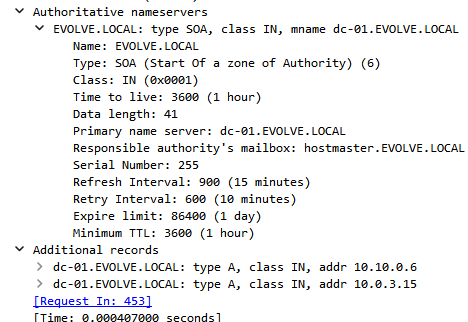 Authoritative nameservers
EVOLVE.LOCAL: type SOA, class IN, mname dc-01.EVOLVE.LOCAL
Name: EVOLVE.LOCAL
Type: SOA (Start Of a zone of Authority) (6)
Class: IN (0x0001)
Time to live: 3600 (1 hour)
Data length: 41
Primary name server: dc-01.EVOLVE.LOCAL
Responsible authority's mailbox: hostmaster.EVOLVE.LOCAL
Serial Number: 255
Refresh Interval: 900 (15 minutes)
Retry Interval: 600 (10 minutes)
Expire limit: 86400 (1 day)
Minimum TTL: 3600 (1 hour)
Additional records
dc-01.EVOLVE.LOCAL: type A, class IN, addr 10.10.0.6
dc-01.EVOLVE.LOCAL: type A, class IN, addr 10.0.3.15
[Request In: 453]
[Time: 0.000407000 seconds]